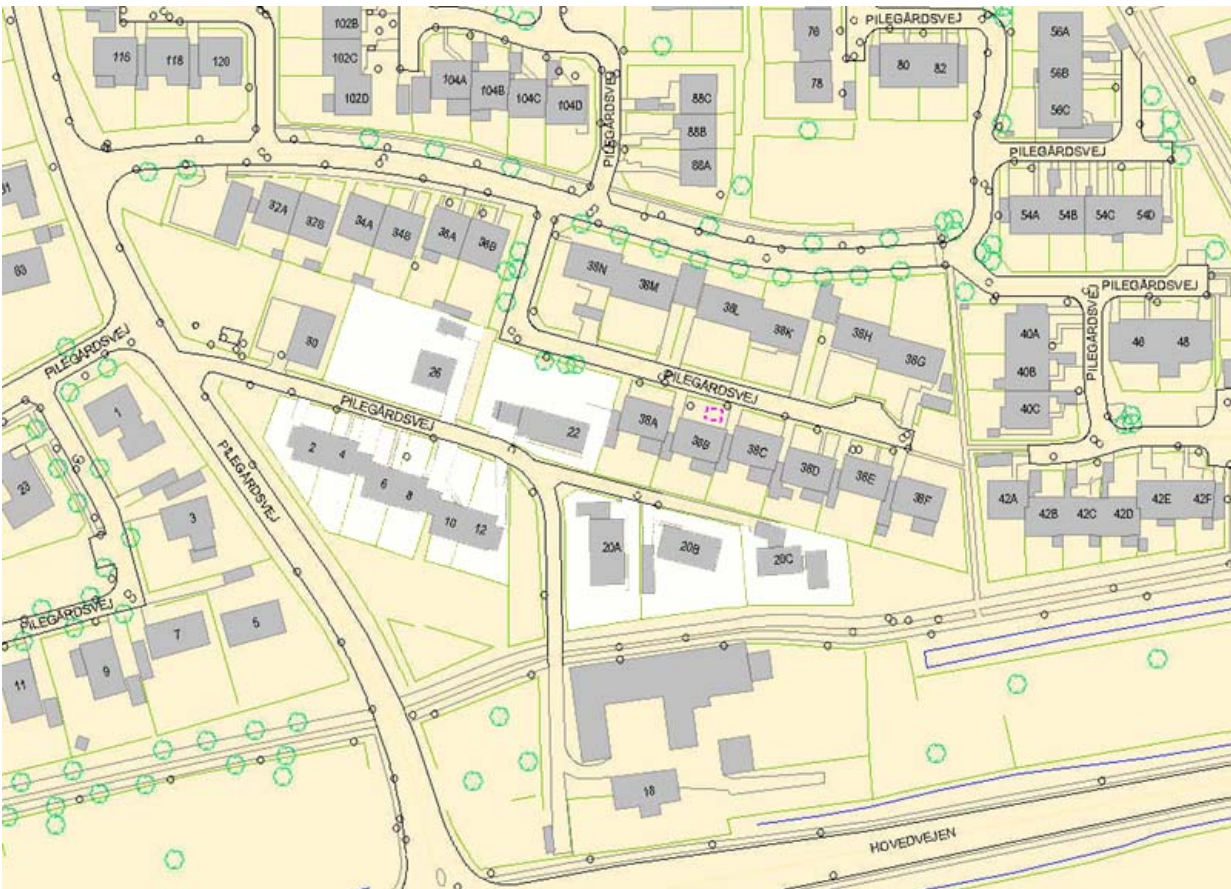 102B
PILEGÅRDSVEJ
76
56A
116
118
120
102C
80
82
56B
104A
104B
104C
104D
78
102D
88C
56C
88B
PILEGÅRDSVEJ
PILEGÅRDSVEJ
88A
32A
32B
34A
34B
36A
36B
54A
54B
54C
54D
38N
38M
PILEGÅRDSVEJ
38L
38K
38H
38G
40A
PILEGÅRDSVEJ
46
48
30
PILEGÅRDSVEJ
26
PILEGÅRDSVEJ
40B
1
PILEGÅRDSVEJ
22
38A
38B
38C
38D
38E
38F
40C
2
4
6
8
10
12
PILEGÅRDSVEJ
23
3
20A
20B
20C
42A
42B
42C
42D
42E
42F
PILEGÅRDSVEJ
7
5
11
9
18
HOVEDVEJEN